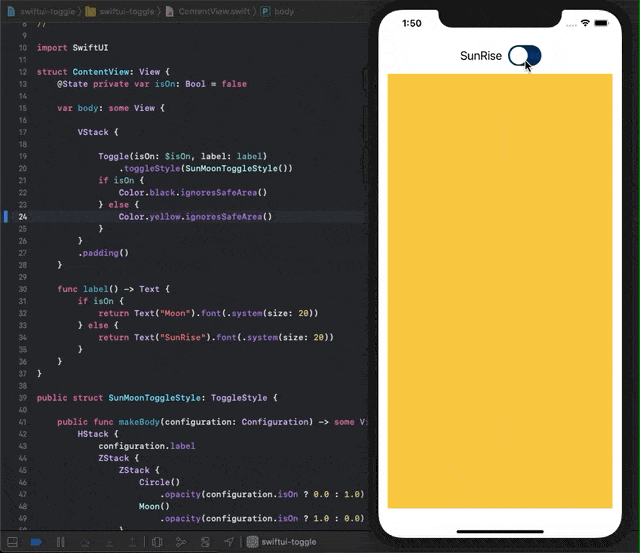 swiftui-toggle swiftui-toggle ContentView.swift body
8 //
9
10 import SwiftUI
11
12 struct ContentView: View {
13 @State private var isOn: Bool = false
14
15 var body: some View {
16
17 VStack {
18
19 Toggle(isOn: $isOn, label: label)
20 .toggleStyle(SunMoonToggleStyle())
21 if isOn {
22 Color.black.ignoresSafeArea()
23 } else {
24 Color.yellow.ignoresSafeArea()
25 }
26 }
27 .padding()
28 }
29
30 func label() -> Text {
31 if isOn {
32 return Text("Moon").font(.system(size: 20))
33 } else {
34 return Text("SunRise").font(.system(size: 20))
35 }
36 }
37 }
38
39 public struct SunMoonToggleStyle: ToggleStyle {
40
41 public func makeBody(configuration: Configuration) -> some Vi
42 HStack {
43 configuration.label
44 ZStack {
45 ZStack {
46 Circle()
47 .opacity(configuration.isOn ? 0.0 : 1.0)
48 Moon()
49 .opacity(configuration.isOn ? 1.0 : 0.0)
50 }
swiftui-toggle
1:50
SunRise